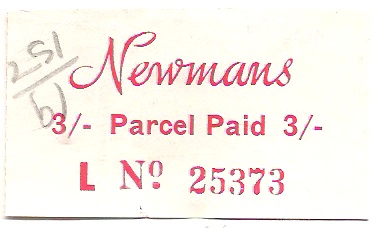 Newmans
3/- Parcel Paid 3/-
L Nº 25373